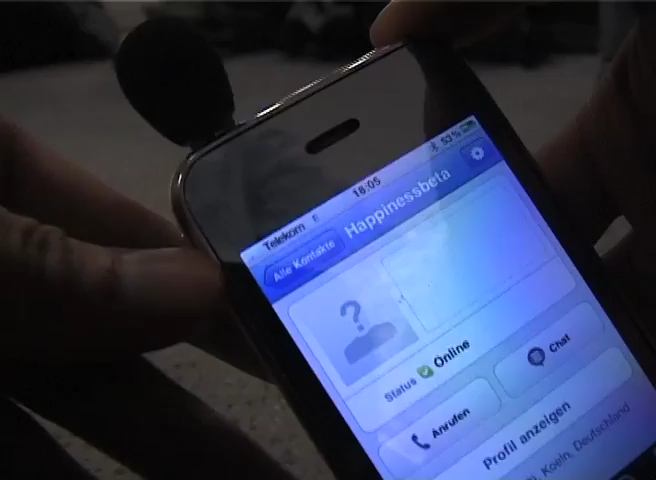 Telekom E 18:05 53%
Alle Kontakte Happinessbeta
?
Status Online
Anrufen Chat
Profil anzeigen
Koeln, Deutschland